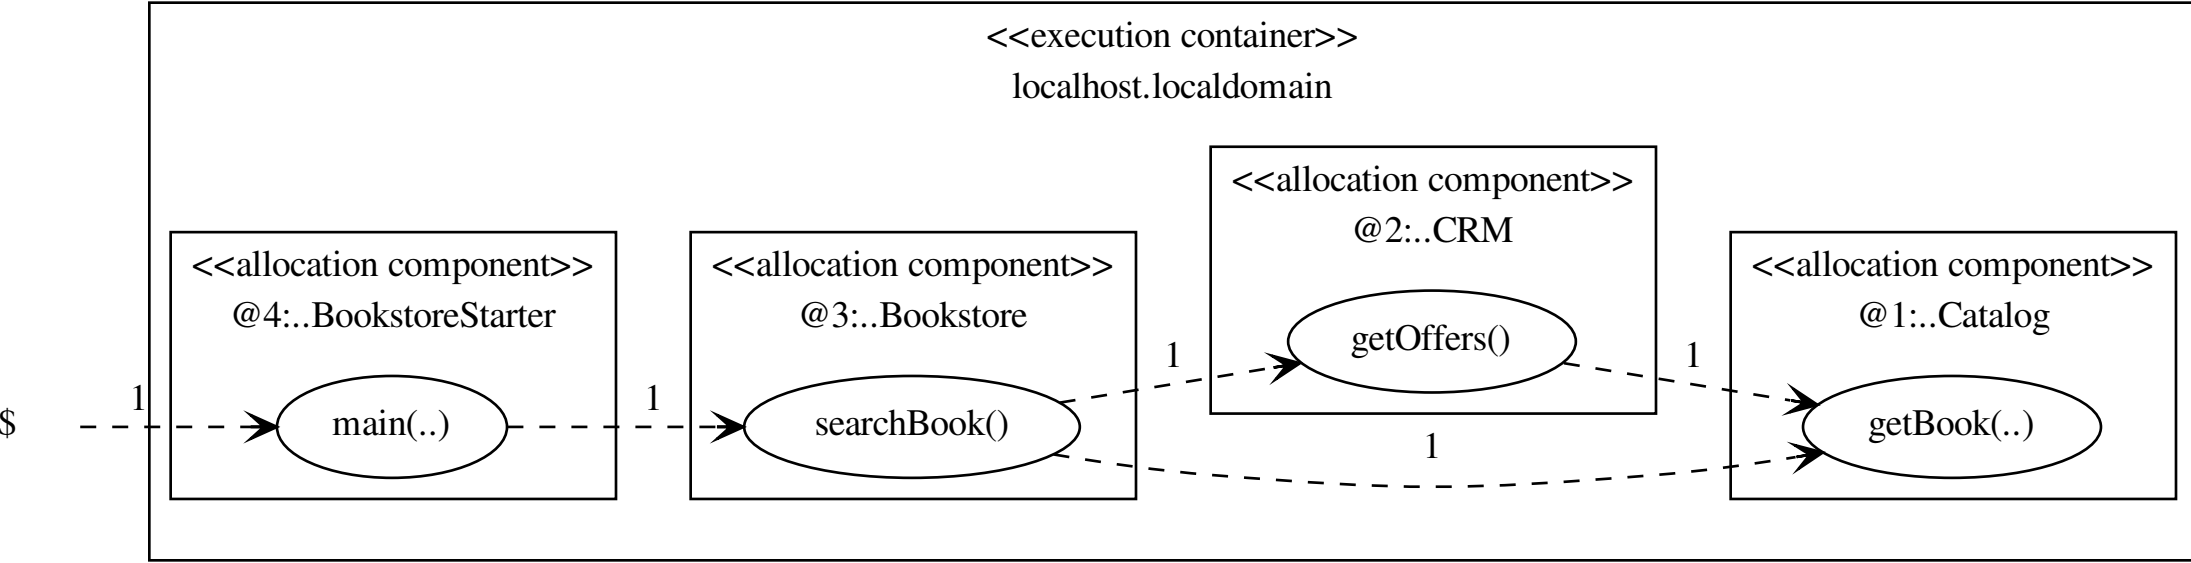 <<execution container>>
localhost.localdomain
<<allocation component>>
@2:..CRM
getOffers()
<<allocation component>>
@4:..BookstoreStarter
main(..)
<<allocation component>>
@3:..Bookstore
searchBook()
<<allocation component>>
@1:..Catalog
getBook(..)
$
1
1
1
1
1